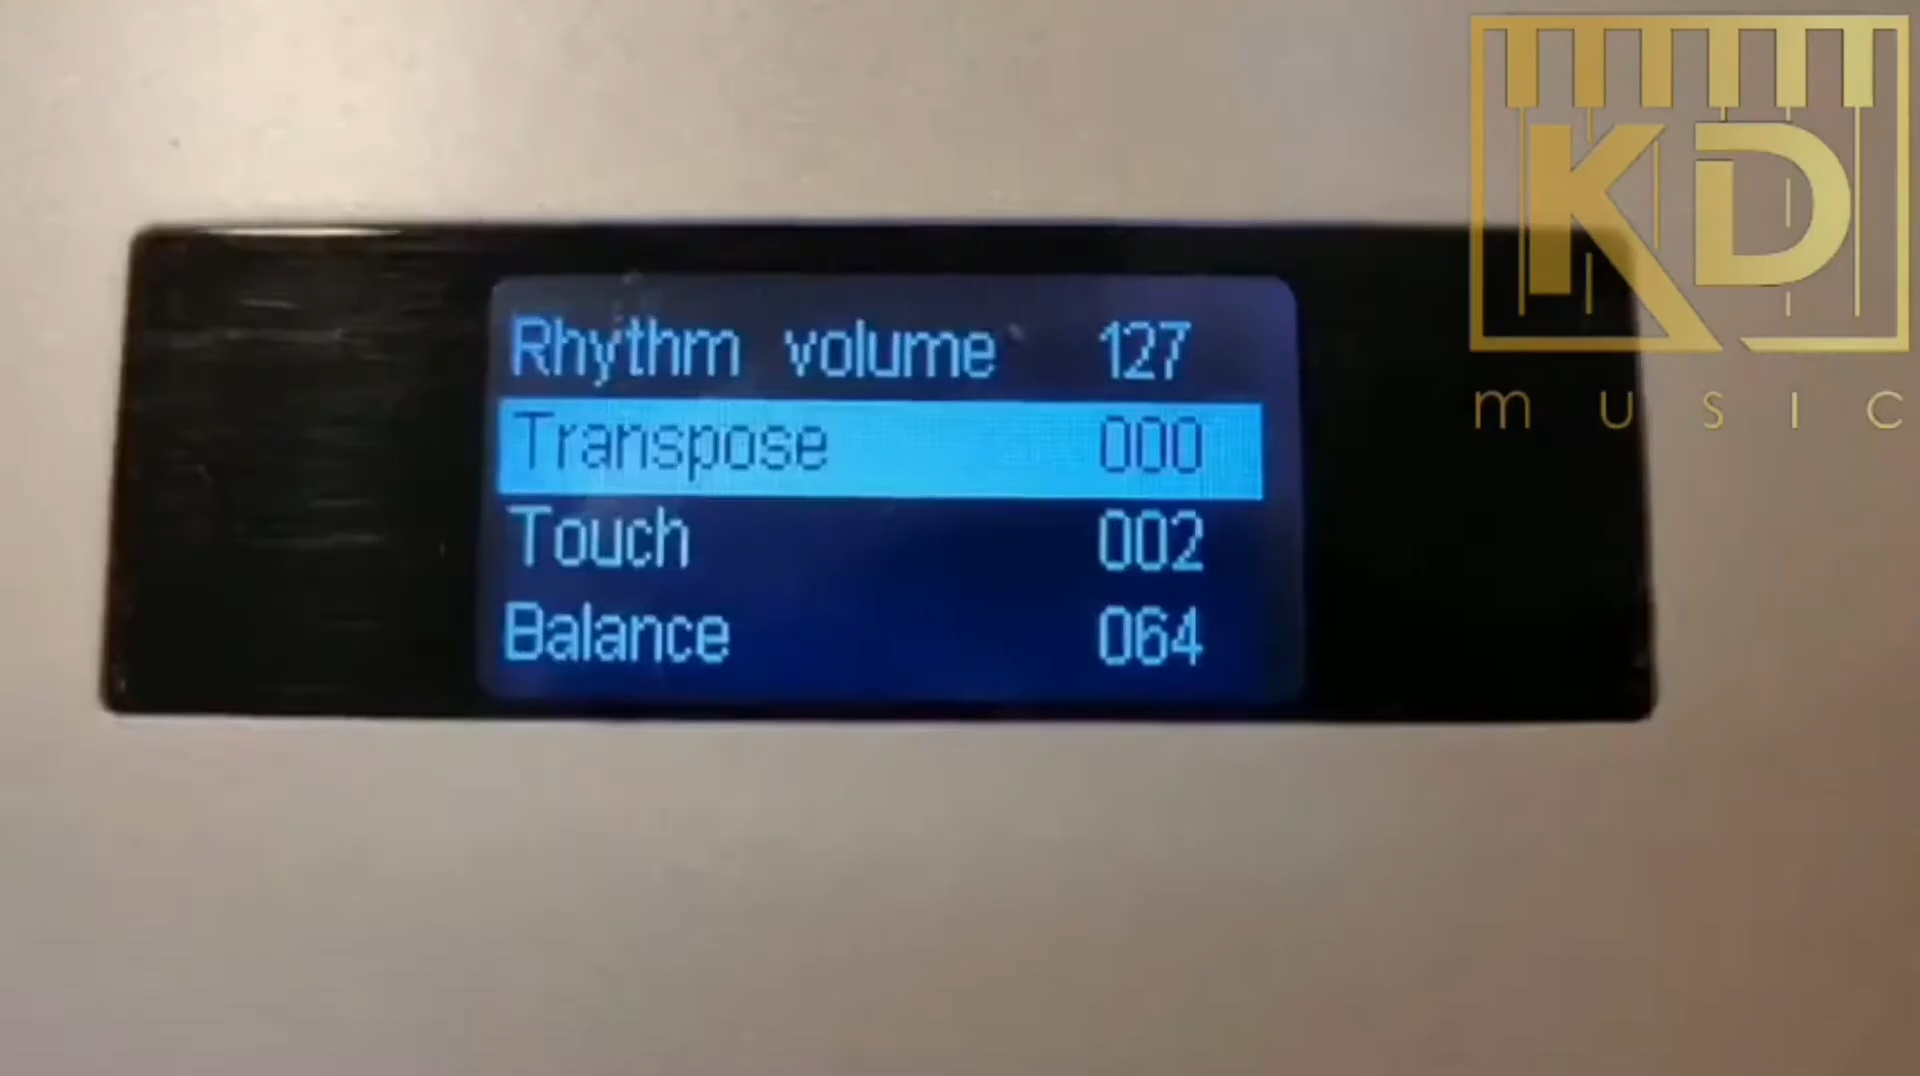 Rhythm volume 127
Transpose 000
Touch 002
Balance 064
KD
music